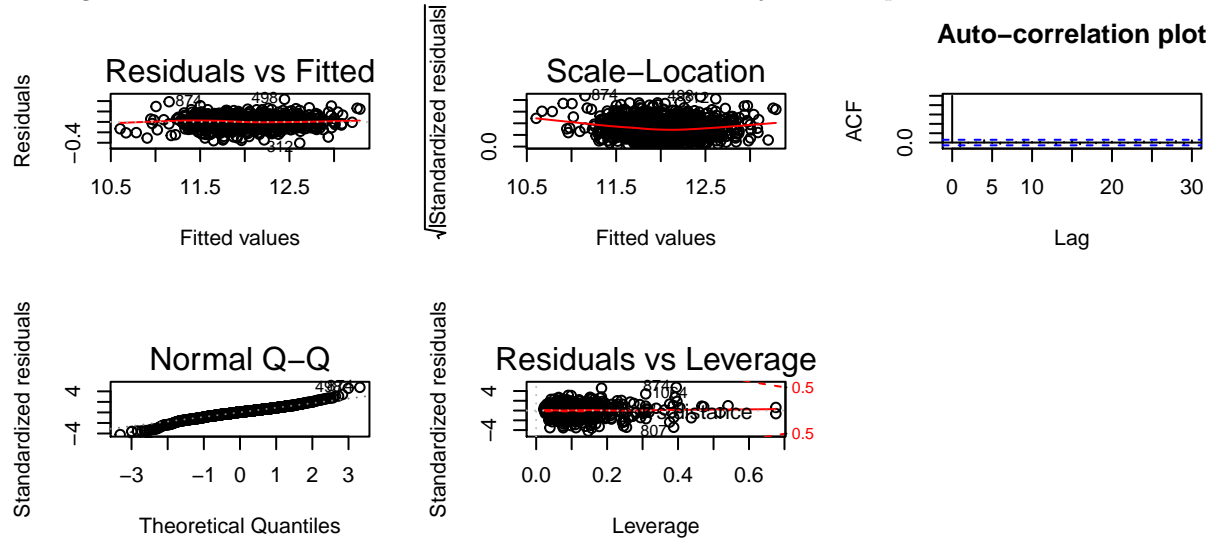 Auto−correlation plot
Residuals vs Fitted
Residuals
−0.4
874
498
312
10.5 11.5 12.5
Fitted values
Scale−Location
√|Standardized residuals|
0.0
874
10.5 11.5 12.5
Fitted values
ACF
0.0
0 5 10 20 30
Lag
Normal Q−Q
Standardized residuals
−4 4
874
−3 −1 0 1 2 3
Theoretical Quantiles
Residuals vs Leverage
Standardized residuals
−4 4
874
807
distance
0.5
0.5
0.0 0.2 0.4 0.6
Leverage